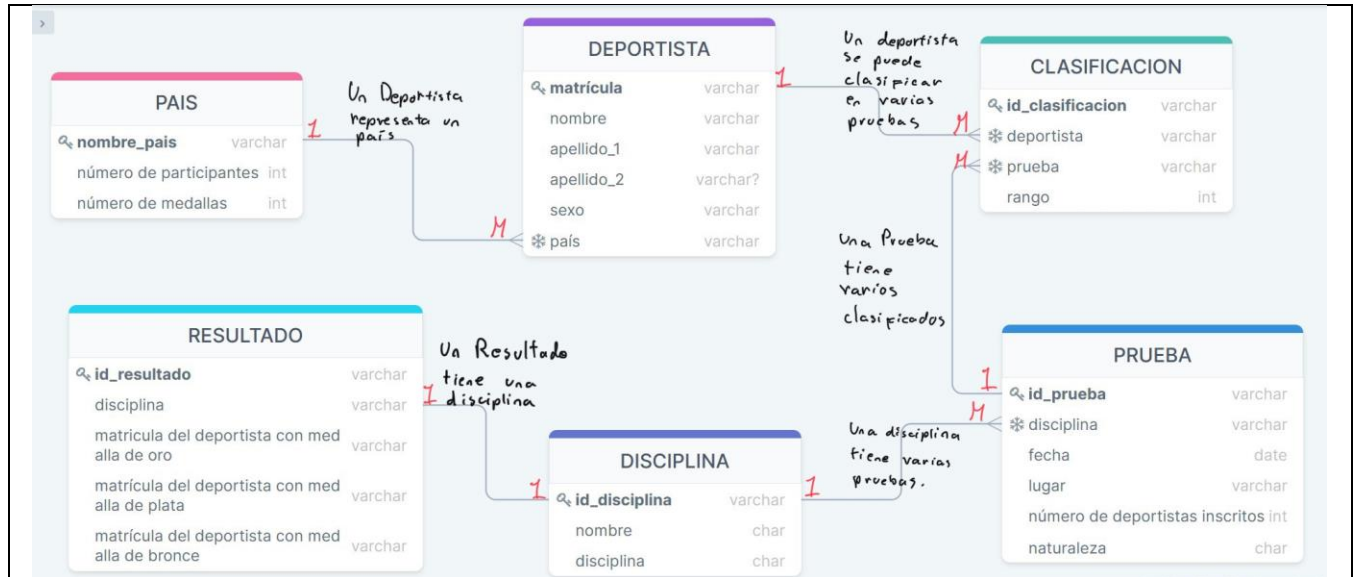 PAIS
nombre_pais varchar
número de participantes int
número de medallas int
Un Deportista
representa un
país
1
M
DEPORTISTA
matrícula varchar
nombre varchar
apellido_1 varchar
apellido_2 varchar?
sexo varchar
país varchar
Un deportista
se puede
clasificar
en varias
pruebas
1
M
CLASIFICACION
id_clasificacion varchar
deportista varchar
prueba varchar
rango int
M
Una Prueba
tiene
varios
clasificados
1
RESULTADO
id_resultado varchar
disciplina varchar
matricula del deportista con med
alla de oro varchar
matrícula del deportista con med
alla de plata varchar
matrícula del deportista con med
alla de bronce varchar
Un Resultado
tiene una
disciplina
1
1
DISCIPLINA
id_disciplina varchar
nombre char
disciplina char
Una disciplina
tiene varias
pruebas.
1
M
PRUEBA
id_prueba varchar
disciplina varchar
fecha date
lugar varchar
número de deportistas inscritos int
naturaleza char